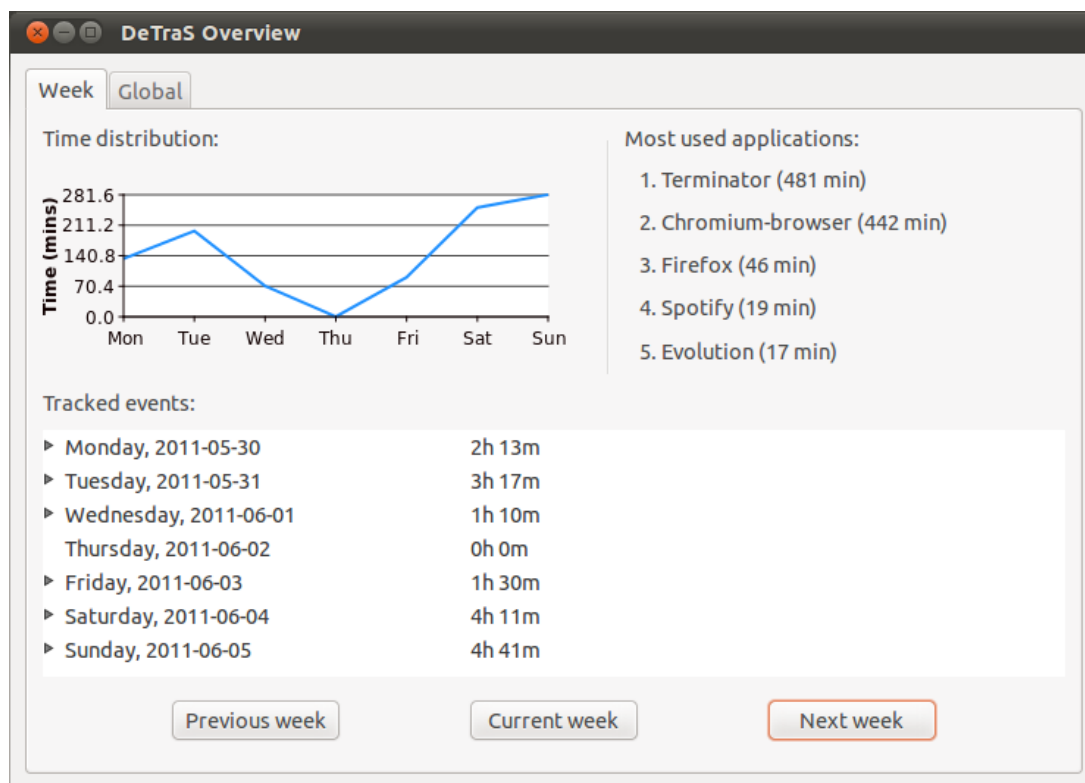 DeTraS Overview
Week
Global
Time distribution:
Time (mins)
281.6
211.2
140.8
70.4
0.0
Mon Tue Wed Thu Fri Sat Sun
Most used applications:
1. Terminator (481 min)
2. Chromium-browser (442 min)
3. Firefox (46 min)
4. Spotify (19 min)
5. Evolution (17 min)
Tracked events:
Monday, 2011-05-30 2h 13m
Tuesday, 2011-05-31 3h 17m
Wednesday, 2011-06-01 1h 10m
Thursday, 2011-06-02 0h 0m
Friday, 2011-06-03 1h 30m
Saturday, 2011-06-04 4h 11m
Sunday, 2011-06-05 4h 41m
Previous week
Current week
Next week